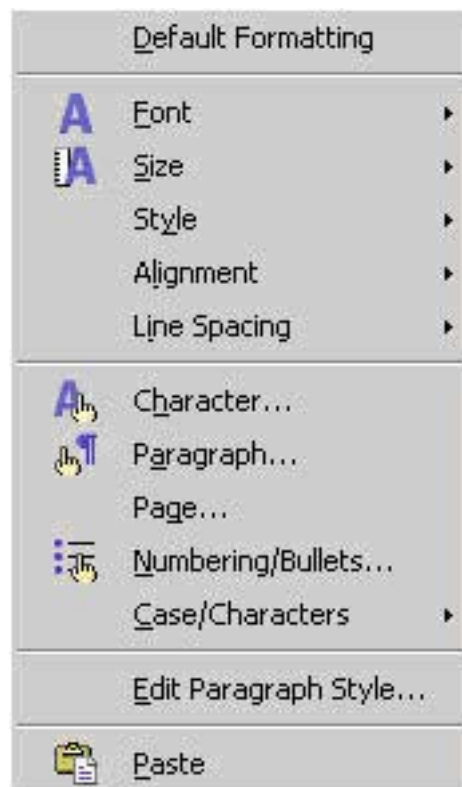 Default Formatting
Font
Size
Style
Alignment
Line Spacing
Character...
Paragraph...
Page...
Numbering/Bullets...
Case/Characters
Edit Paragraph Style...
Paste